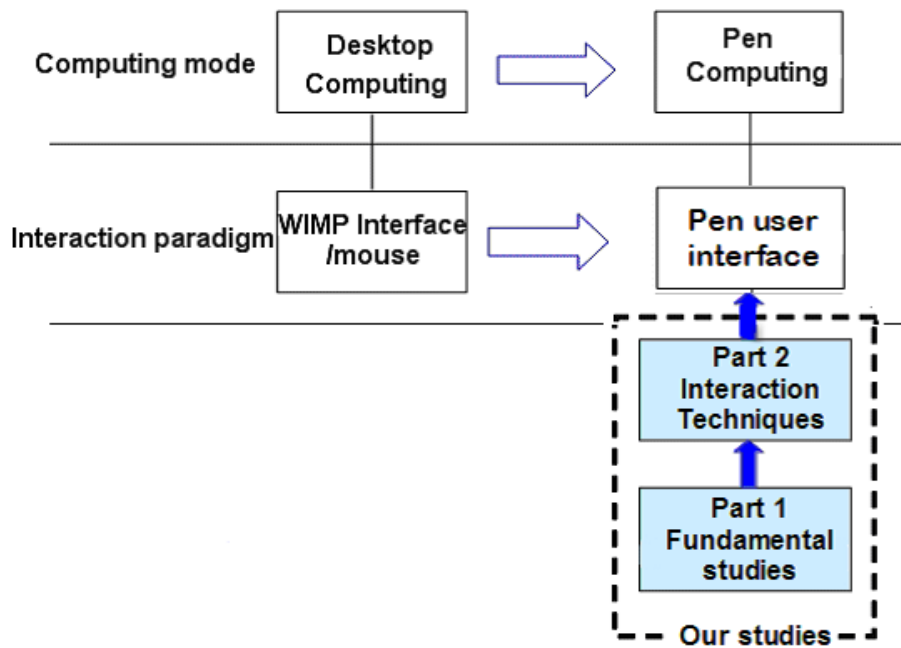 Computing mode
Desktop
Computing
Pen
Computing
Interaction paradigm
WIMP Interface
/mouse
Pen user
interface
Part 2
Interaction
Techniques
Part 1
Fundamental
studies
Our studies